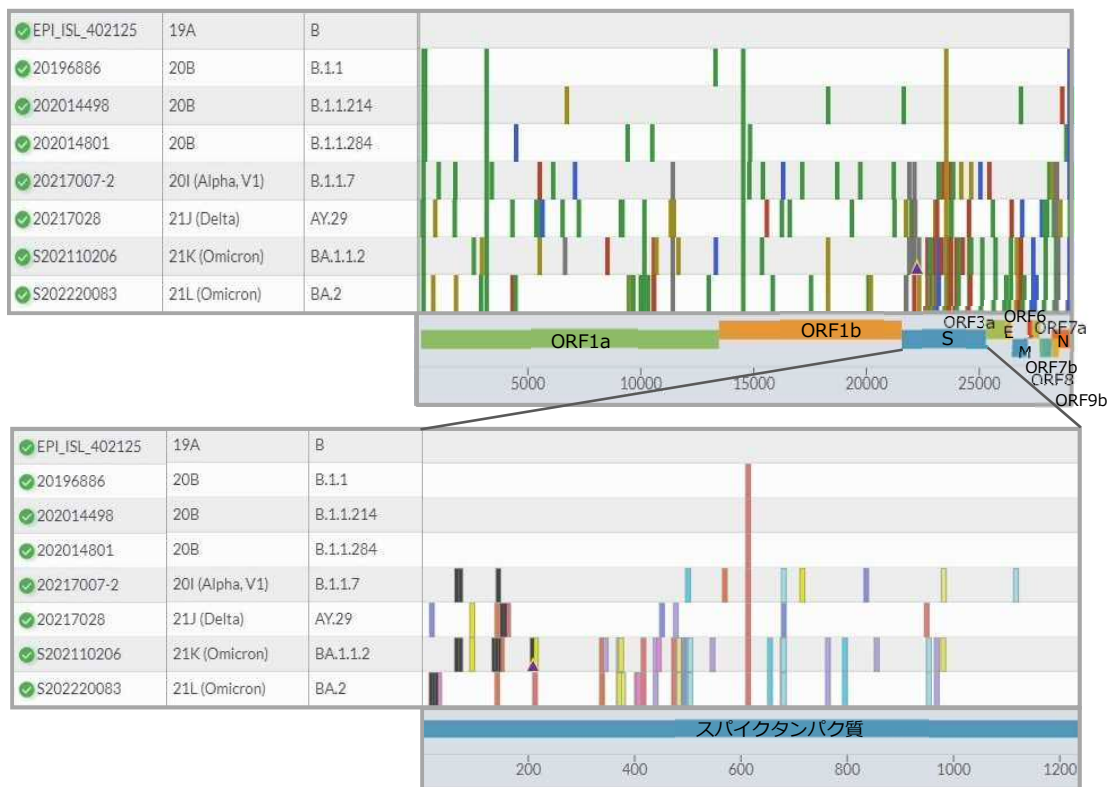 EPI_ISL_402125 19A B
20196886 20B B.1.1
202014498 20B B.1.1.214
202014801 20B B.1.1.284
20217007-2 20I (Alpha, V1) B.1.1.7
20217028 21J (Delta) AY.29
S202110206 21K (Omicron) BA.1.1.2
S202220083 21L (Omicron) BA.2
ORF1a ORF1b S ORF3a E M ORF6 ORF7a N
ORF7b
ORF8
ORF9b
5000 10000 15000 20000 25000
EPI_ISL_402125 19A B
20196886 20B B.1.1
202014498 20B B.1.1.214
202014801 20B B.1.1.284
20217007-2 20I (Alpha, V1) B.1.1.7
20217028 21J (Delta) AY.29
S202110206 21K (Omicron) BA.1.1.2
S202220083 21L (Omicron) BA.2
スパイクタンパク質
200 400 600 800 1000 1200